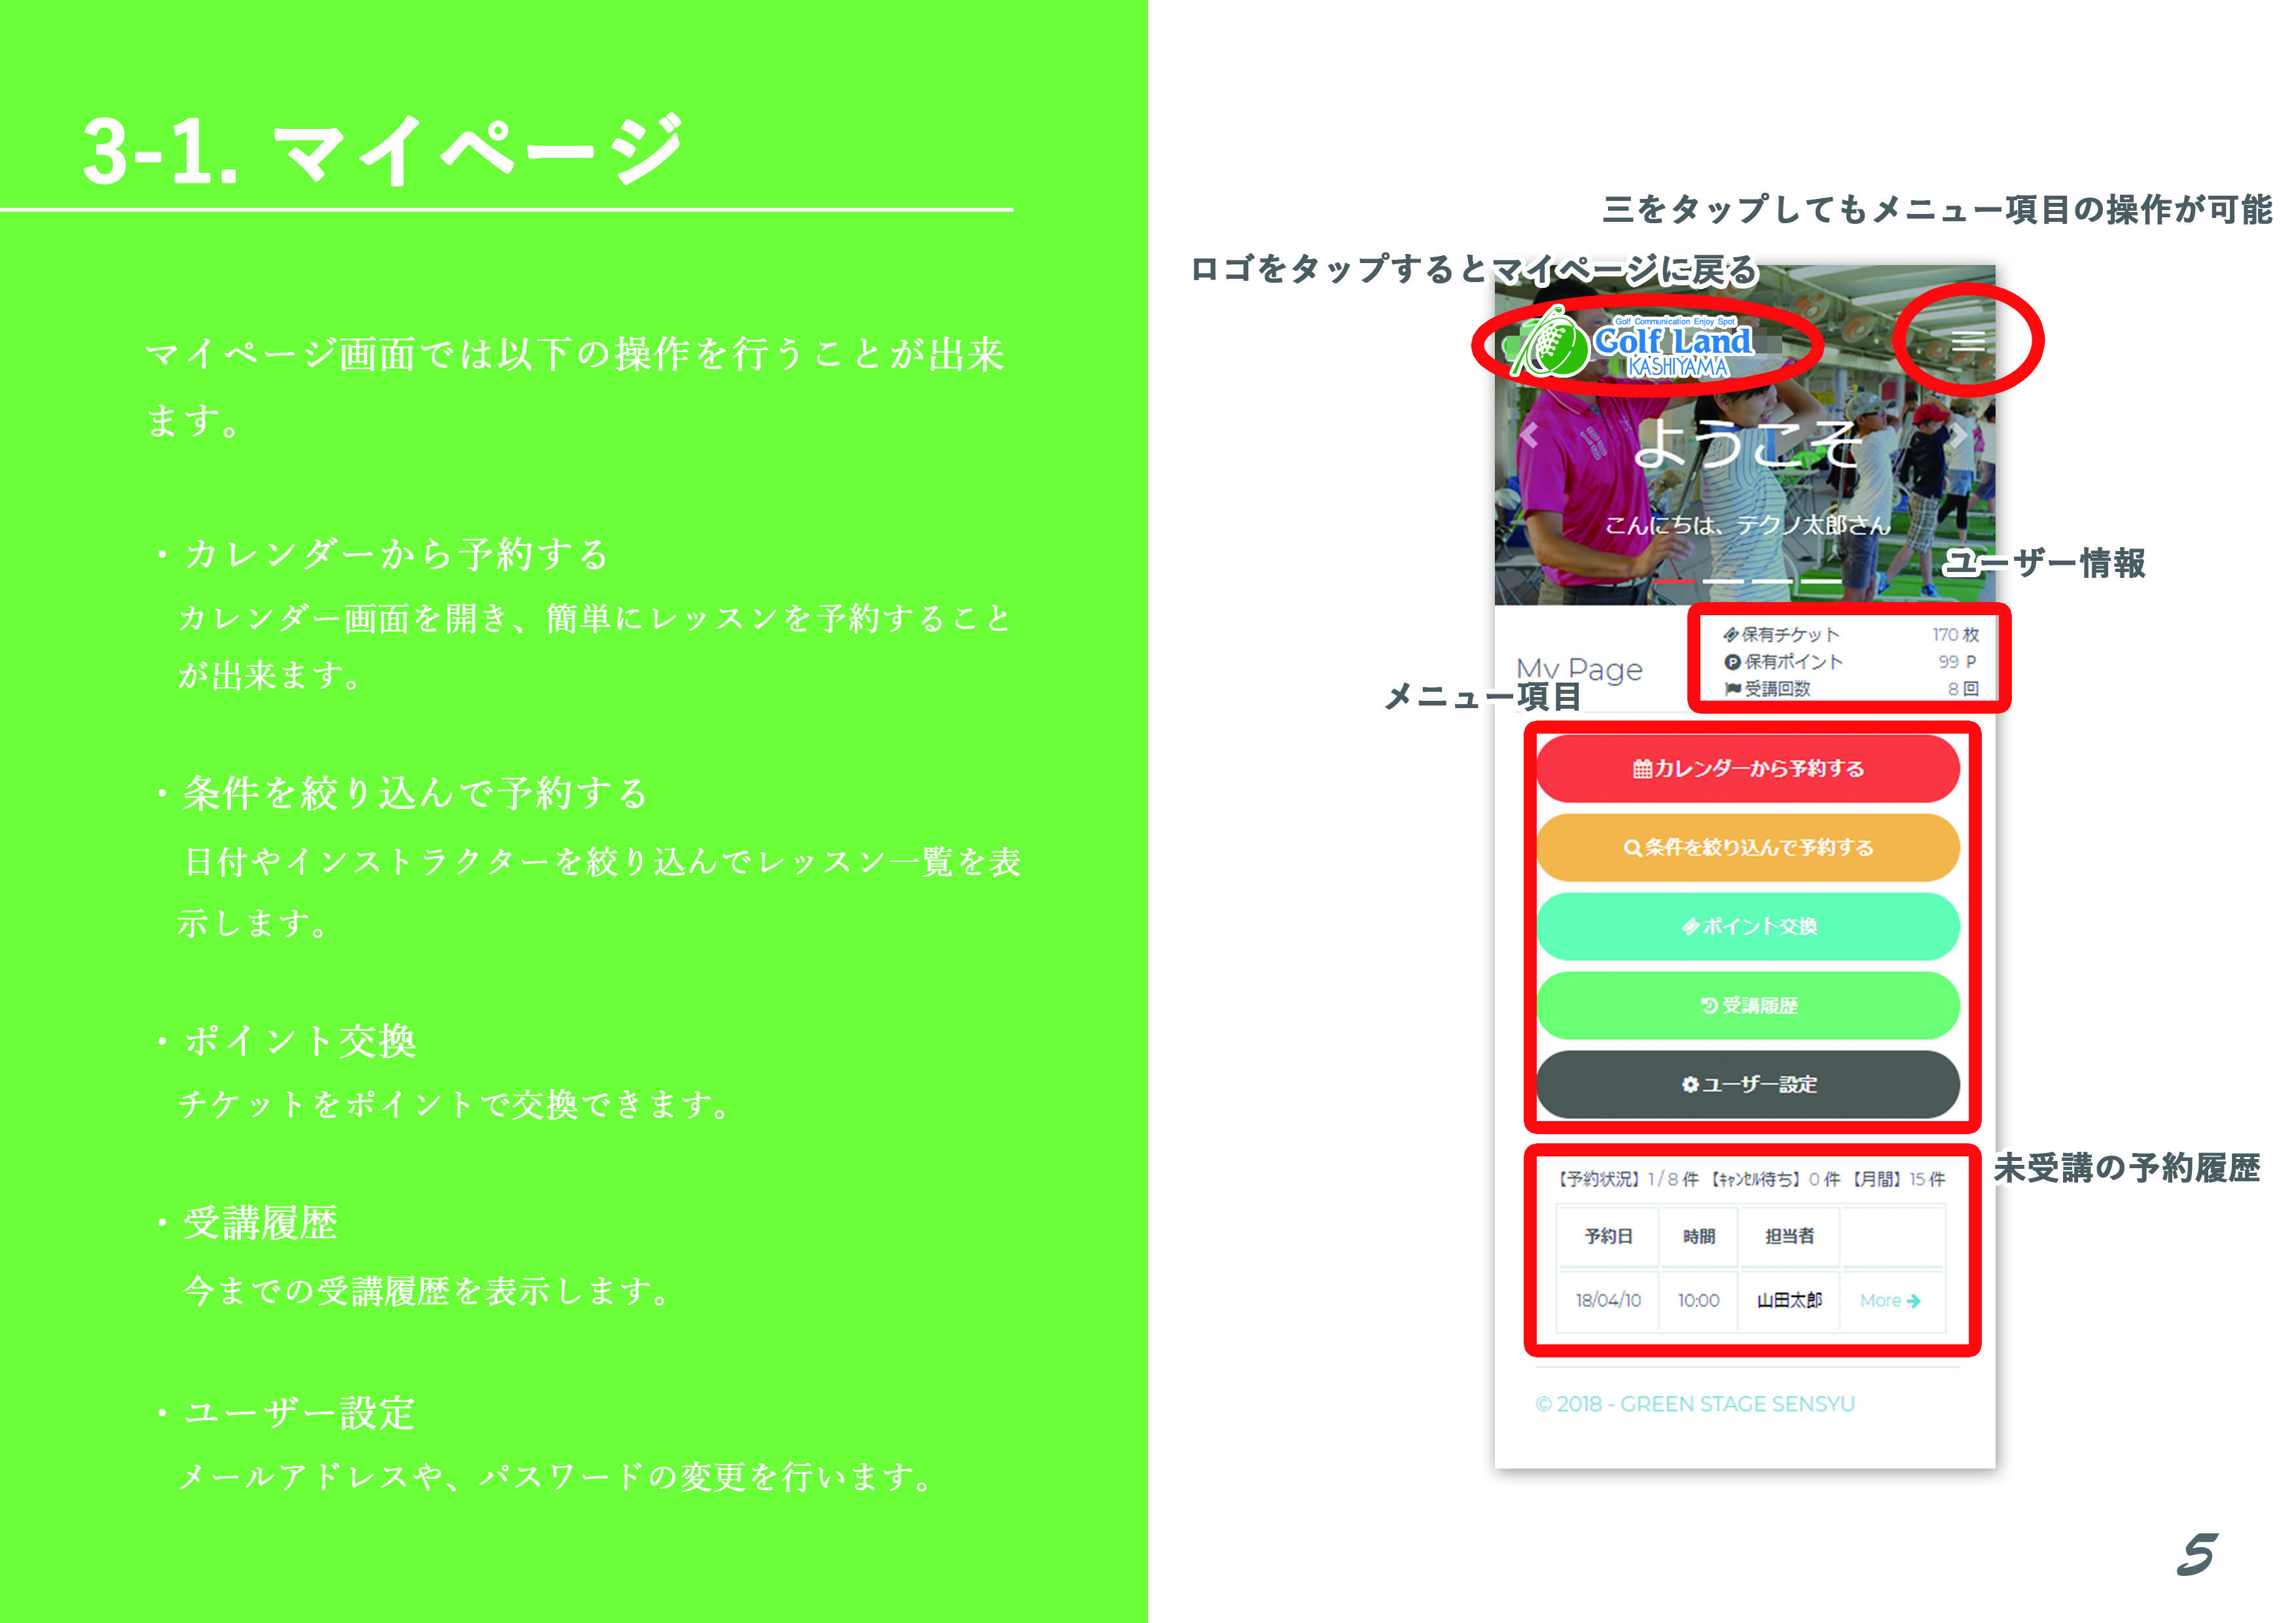 3-1. マイページ
マイページ画面では以下の操作を行うことが出来
ます。
・カレンダーから予約する
カレンダー画面を開き、簡単にレッスンを予約すること
が出来ます。
・条件を絞り込んで予約する
日付やインストラクターを絞り込んでレッスン一覧を表
示します。
・ポイント交換
チケットをポイントで交換できます。
・受講履歴
今までの受講履歴を表示します。
・ユーザー設定
メールアドレスや、パスワードの変更を行います。
三をタップしてもメニュー項目の操作が可能
ロゴをタップするとマイページに戻る
Golf Communication Enjoy Spot
Golf Land
KASHIYAMA
ようこそ
こんにちは、テクノ太郎さん
ユーザー情報
保有チケット 170 枚
保有ポイント 99 P
受講回数 8 回
My Page
メニュー項目
カレンダーから予約する
条件を絞り込んで予約する
ポイント交換
受講履歴
ユーザー設定
未受講の予約履歴
【予約状況】1 / 8 件 【ｷｬﾝｾﾙ待ち】0 件 【月間】15 件
予約日 時間 担当者
18/04/10 10:00 山田太郎 More
© 2018 - GREEN STAGE SENSYU
5